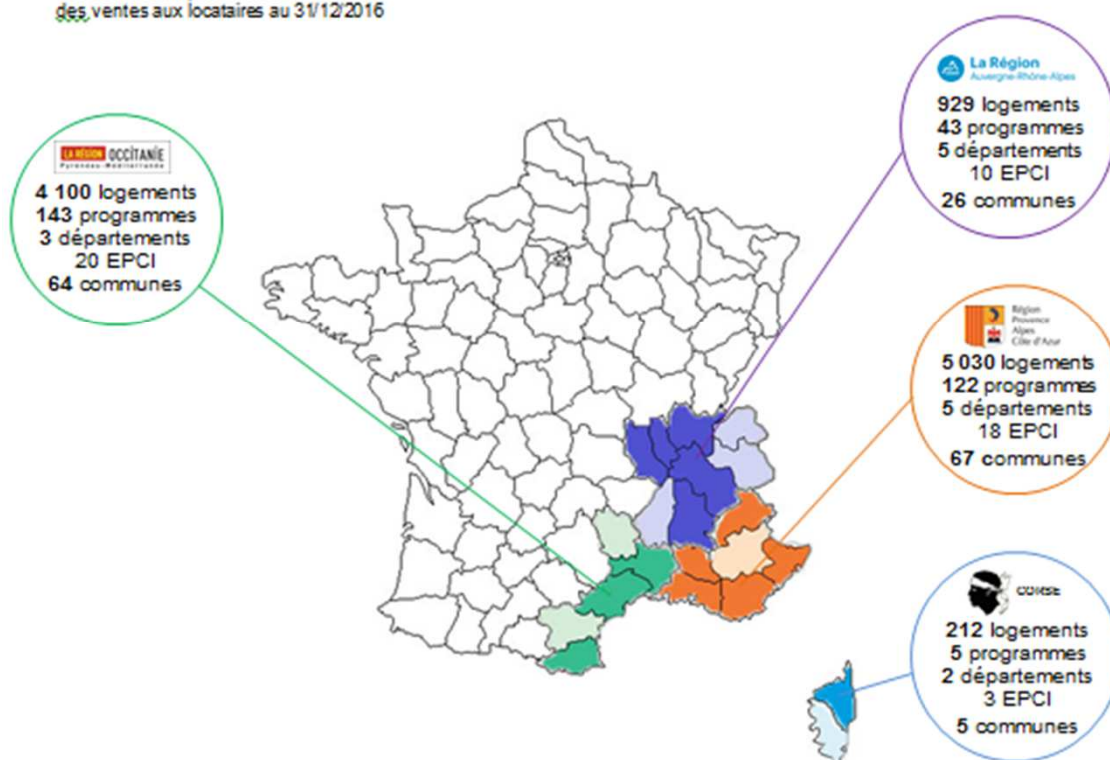 des ventes aux locataires au 31/12/2016
La Région
Auvergne-Rhône-Alpes
929 logements
43 programmes
5 départements
10 EPCI
26 communes
LA RÉGION OCCITANIE
Pyrénées-Méditerranée
4 100 logements
143 programmes
3 départements
20 EPCI
64 communes
Région
Provence
Alpes
Côte d'Azur
5 030 logements
122 programmes
5 départements
18 EPCI
67 communes
CORSE
212 logements
5 programmes
2 départements
3 EPCI
5 communes